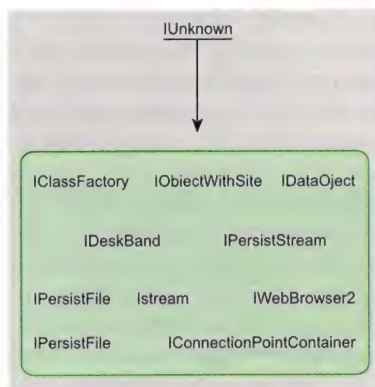 IUnknown
IClassFactory IObiectWithSite IDataOject
IDeskBand IPersistStream
IPersistFile Istream IWebBrowser2
IPersistFile IConnectionPointContainer